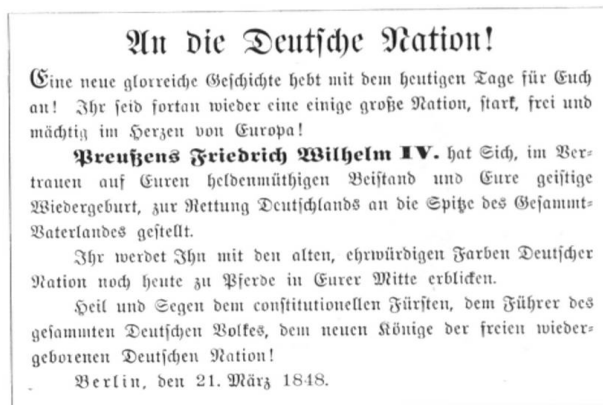 An die Deutſche Nation!
Eine neue glorreiche Geſchichte hebt mit dem heutigen Tage für Euch
an! Ihr ſeid fortan wieder eine einige große Nation, ſtark, frei und
mächtig im Herzen von Europa!
Preußens Friedrich Wilhelm IV. hat Sich, im Ver-
trauen auf Euren heldenmüthigen Beiſtand und Eure geiſtige
Wiedergeburt, zur Rettung Deutſchlands an die Spitze des Geſammt-
Vaterlandes geſtellt.
Ihr werdet Ihn mit den alten, ehrwürdigen Farben Deutſcher
Nation noch heute zu Pferde in Eurer Mitte erblicken.
Heil und Segen dem conſtitutionellen Fürſten, dem Führer des
geſammten Deutſchen Volkes, dem neuen Könige der freien wieder-
geborenen Deutſchen Nation!
Berlin, den 21. März 1848.